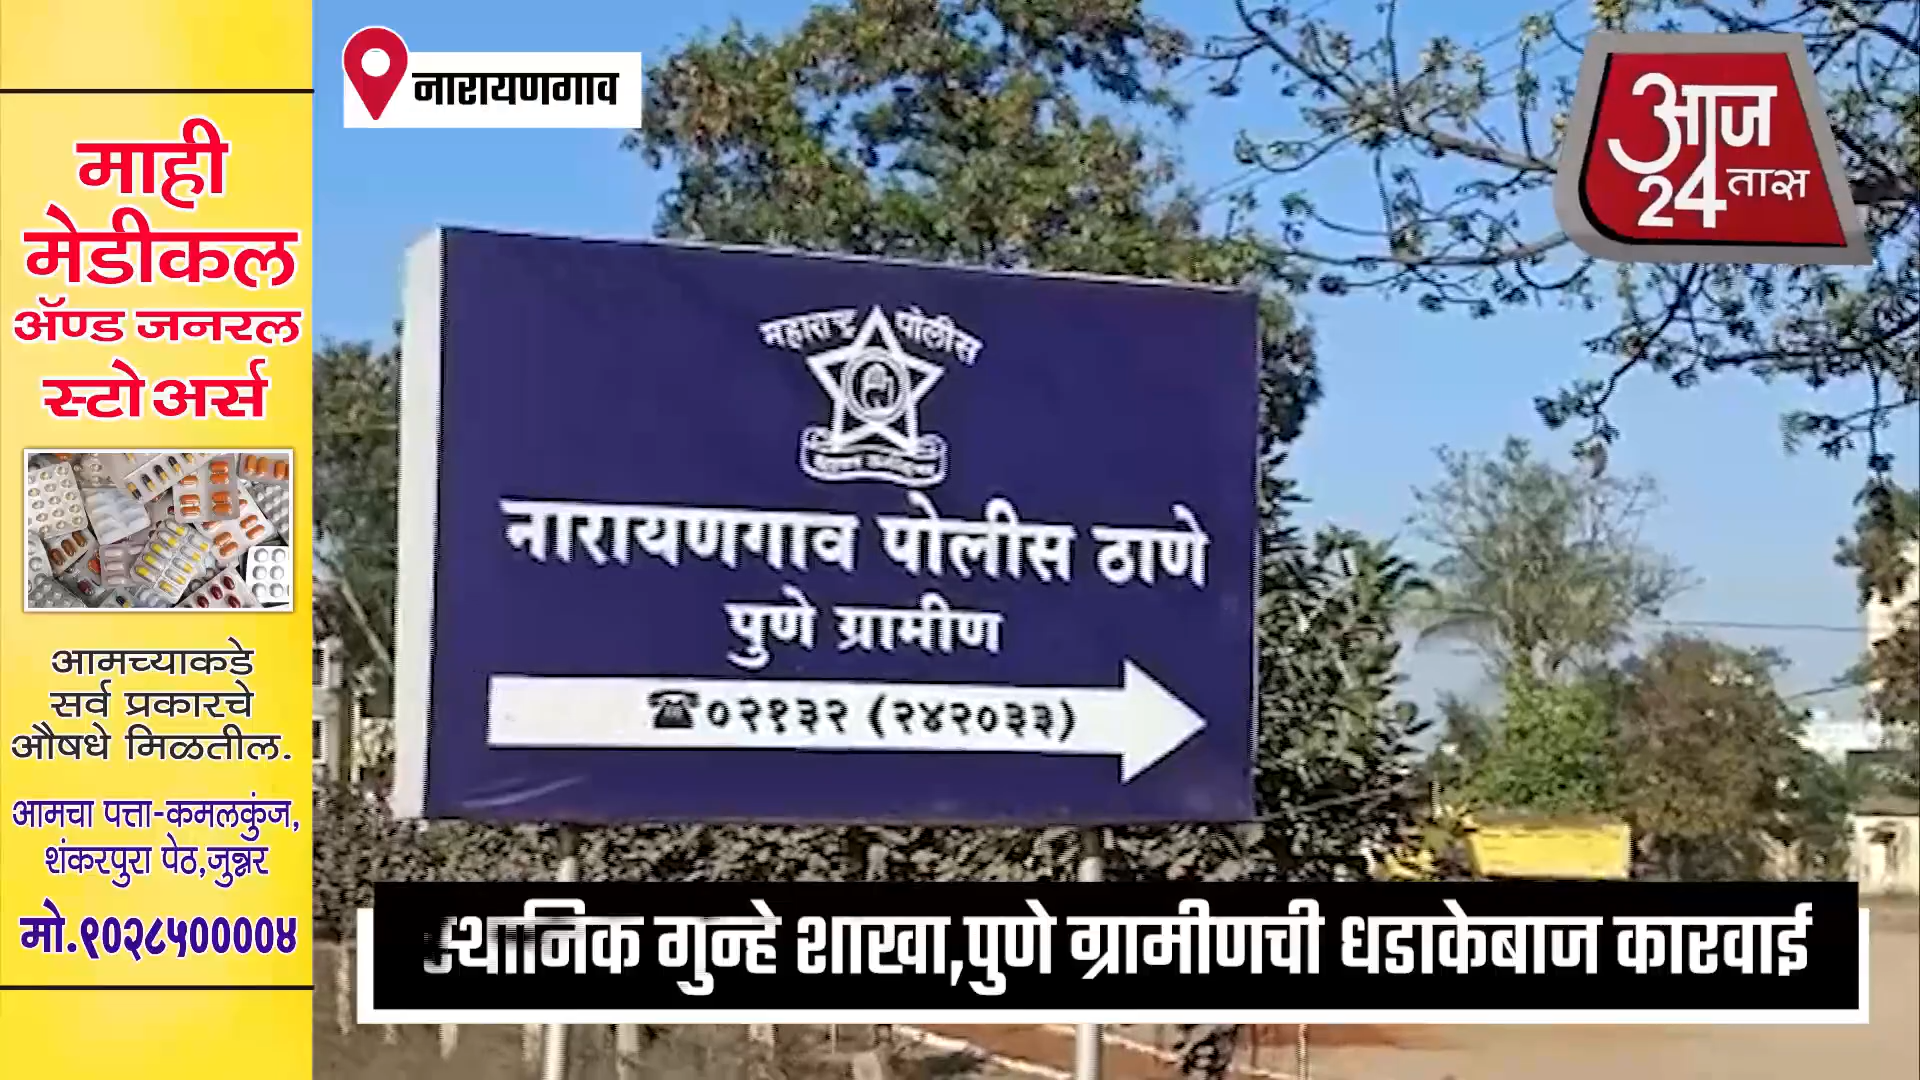 माही
मेडीकल
ॲण्ड जनरल
स्टोअर्स
आमच्याकडे
सर्व प्रकारचे
औषधे मिळतील.
आमचा पत्ता-कमलकुंज,
शंकरपुरा पेठ,जुन्नर
मो.९०२८५००००४
नारायणगाव
आज
24 तास
महाराष्ट्र पोलीस
नारायणगाव पोलीस ठाणे
पुणे ग्रामीण
☎०२१३२ (२४२०३३)
स्थानिक गुन्हे शाखा,पुणे ग्रामीणची धडाकेबाज कारवाई